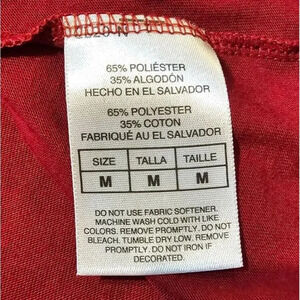 65% POLIÉSTER
35% ALGODÓN
HECHO EN EL SALVADOR
65% POLYESTER
35% COTON
FABRIQUÉ AU EL SALVADOR
SIZE TALLA TAILLE
M M M
DO NOT USE FABRIC SOFTENER.
MACHINE WASH COLD WITH LIKE
COLORS. REMOVE PROMPTLY. DO NOT
BLEACH. TUMBLE DRY LOW. REMOVE
PROMPTLY. DO NOT IRON IF
DECORATED.